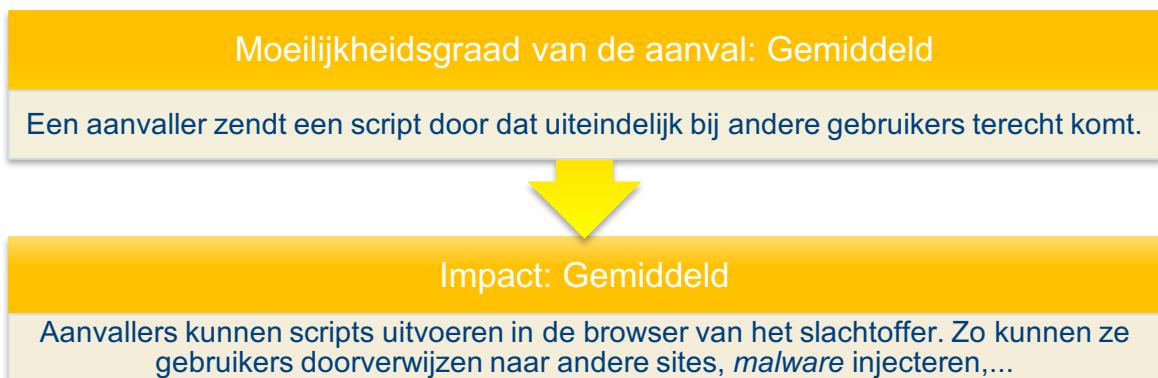 Moeilijkheidsgraad van de aanval: Gemiddeld
Een aanvaller zendt een script door dat uiteindelijk bij andere gebruikers terecht komt.
Impact: Gemiddeld
Aanvallers kunnen scripts uitvoeren in de browser van het slachtoffer. Zo kunnen ze
gebruikers doorverwijzen naar andere sites, malware injecteren,...